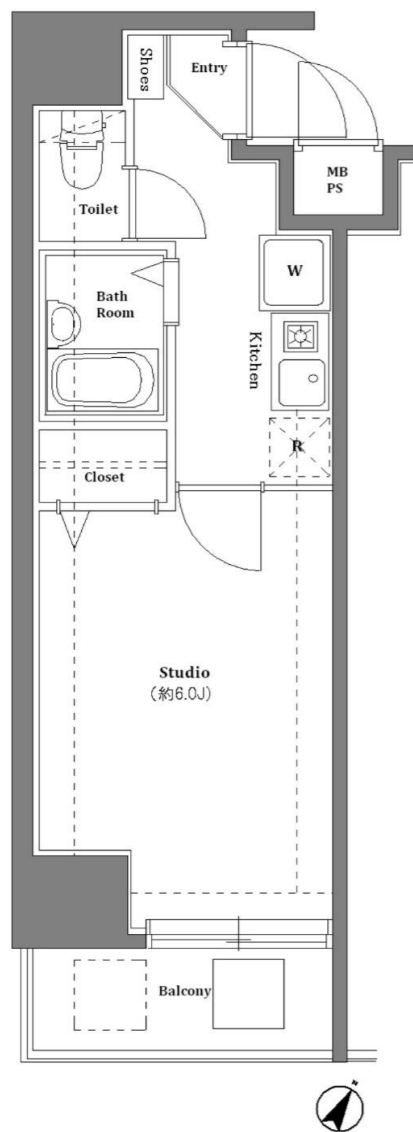 Shoes
Entry
MB
PS
Toilet
W
Bath
Room
Kitchen
R
Closet
Studio
(約6.0J)
Balcony
N